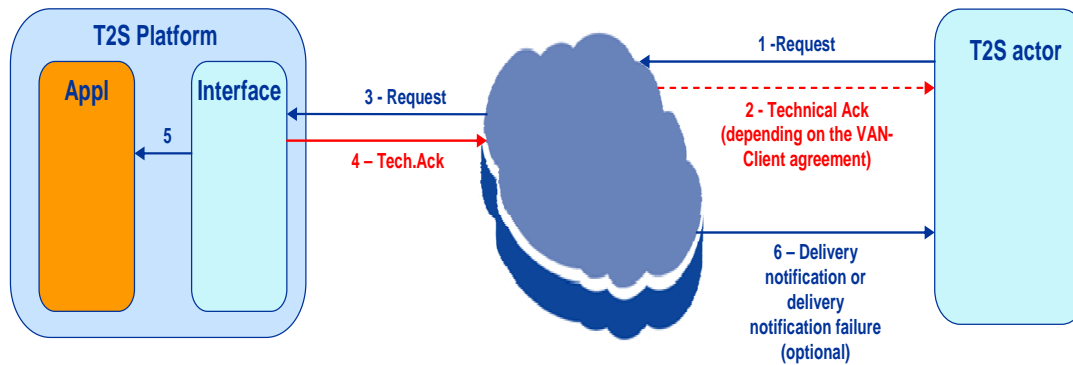 T2S Platform
Appl
Interface
5
3 - Request
4 – Tech.Ack
1 -Request
2 - Technical Ack
(depending on the VAN-
Client agreement)
6 – Delivery
notification or
delivery
notification failure
(optional)
T2S actor